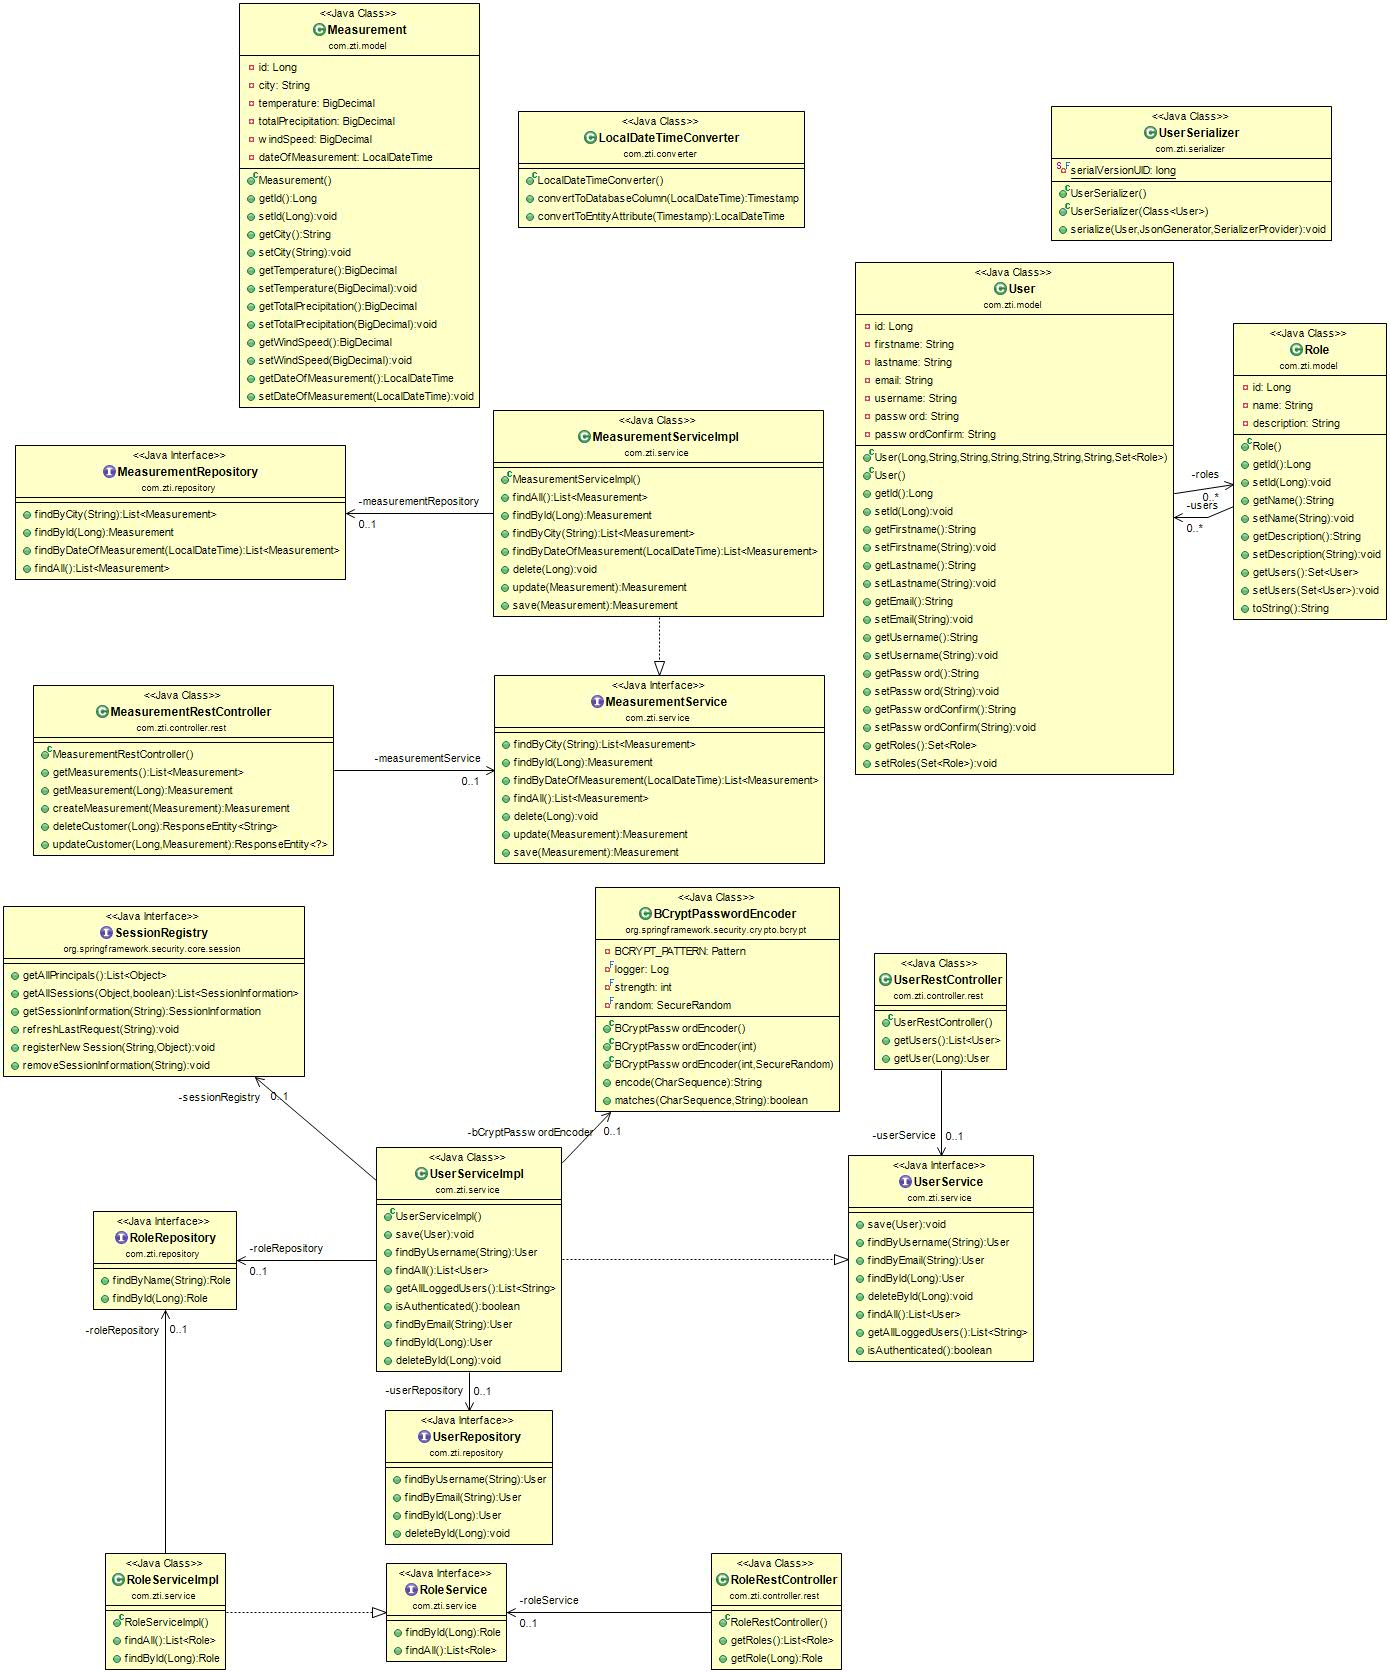 <<Java Class>>
Measurement
com.zti.model
id: Long
city: String
temperature: BigDecimal
totalPrecipitation: BigDecimal
windSpeed: BigDecimal
dateOfMeasurement: LocalDateTime
Measurement()
getId():Long
setId(Long):void
getCity():String
setCity(String):void
getTemperature():BigDecimal
setTemperature(BigDecimal):void
getTotalPrecipitation():BigDecimal
setTotalPrecipitation(BigDecimal):void
getWindSpeed():BigDecimal
setWindSpeed(BigDecimal):void
getDateOfMeasurement():LocalDateTime
setDateOfMeasurement(LocalDateTime):void
<<Java Class>>
LocalDateTimeConverter
com.zti.converter
LocalDateTimeConverter()
convertToDatabaseColumn(LocalDateTime):Timestamp
convertToEntityAttribute(Timestamp):LocalDateTime
<<Java Class>>
UserSerializer
com.zti.serializer
serialVersionUID: long
UserSerializer()
UserSerializer(Class<User>)
serialize(User,JsonGenerator,SerializerProvider):void
<<Java Class>>
User
com.zti.model
id: Long
firstname: String
lastname: String
email: String
username: String
password: String
passwordConfirm: String
User(Long,String,String,String,String,String,String,Set<Role>)
User()
getId():Long
setId(Long):void
getFirstname():String
setFirstname(String):void
getLastname():String
setLastname(String):void
getEmail():String
setEmail(String):void
getUsername():String
setUsername(String):void
getPassword():String
setPassword(String):void
getPasswordConfirm():String
setPasswordConfirm(String):void
getRoles():Set<Role>
setRoles(Set<Role>):void
-roles
0..*
-users
0..*
<<Java Class>>
Role
com.zti.model
id: Long
name: String
description: String
Role()
getId():Long
setId(Long):void
getName():String
setName(String):void
getDescription():String
setDescription(String):void
getUsers():Set<User>
setUsers(Set<User>):void
toString():String
<<Java Interface>>
MeasurementRepository
com.zti.repository
findByCity(String):List<Measurement>
findById(Long):Measurement
findByDateOfMeasurement(LocalDateTime):List<Measurement>
findAll():List<Measurement>
-measurementRepository
0..1
<<Java Class>>
MeasurementServiceImpl
com.zti.service
MeasurementServiceImpl()
findAll():List<Measurement>
findById(Long):Measurement
findByCity(String):List<Measurement>
findByDateOfMeasurement(LocalDateTime):List<Measurement>
delete(Long):void
update(Measurement):Measurement
save(Measurement):Measurement
<<Java Class>>
MeasurementRestController
com.zti.controller.rest
MeasurementRestController()
getMeasurements():List<Measurement>
getMeasurement(Long):Measurement
createMeasurement(Measurement):Measurement
deleteCustomer(Long):ResponseEntity<String>
updateCustomer(Long,Measurement):ResponseEntity<?>
-measurementService
0..1
<<Java Interface>>
MeasurementService
com.zti.service
findByCity(String):List<Measurement>
findById(Long):Measurement
findByDateOfMeasurement(LocalDateTime):List<Measurement>
findAll():List<Measurement>
delete(Long):void
update(Measurement):Measurement
save(Measurement):Measurement
<<Java Interface>>
SessionRegistry
org.springframework.security.core.session
getAllPrincipals():List<Object>
getAllSessions(Object,boolean):List<SessionInformation>
getSessionInformation(String):SessionInformation
refreshLastRequest(String):void
registerNewSession(String,Object):void
removeSessionInformation(String):void
-sessionRegistry
0..1
<<Java Class>>
BCryptPasswordEncoder
org.springframework.security.crypto.bcrypt
BCRYPT_PATTERN: Pattern
logger: Log
strength: int
random: SecureRandom
BCryptPasswordEncoder()
BCryptPasswordEncoder(int)
BCryptPasswordEncoder(int,SecureRandom)
encode(CharSequence):String
matches(CharSequence,String):boolean
-bCryptPasswordEncoder
0..1
<<Java Class>>
UserRestController
com.zti.controller.rest
UserRestController()
getUsers():List<User>
getUser(Long):User
-userService
0..1
<<Java Class>>
UserServiceImpl
com.zti.service
UserServiceImpl()
save(User):void
findByUsername(String):User
findAll():List<User>
getAllLoggedUsers():List<String>
isAuthenticated():boolean
findByEmail(String):User
findById(Long):User
deleteById(Long):void
<<Java Interface>>
UserService
com.zti.service
save(User):void
findByUsername(String):User
findByEmail(String):User
findById(Long):User
deleteById(Long):void
findAll():List<User>
getAllLoggedUsers():List<String>
isAuthenticated():boolean
<<Java Interface>>
RoleRepository
com.zti.repository
findByName(String):Role
findById(Long):Role
-roleRepository
0..1
-roleRepository
0..1
-userRepository
0..1
<<Java Interface>>
UserRepository
com.zti.repository
findByUsername(String):User
findByEmail(String):User
findById(Long):User
deleteById(Long):void
<<Java Class>>
RoleServiceImpl
com.zti.service
RoleServiceImpl()
findAll():List<Role>
findById(Long):Role
<<Java Interface>>
RoleService
com.zti.service
findById(Long):Role
findAll():List<Role>
-roleService
0..1
<<Java Class>>
RoleRestController
com.zti.controller.rest
RoleRestController()
getRoles():List<Role>
getRole(Long):Role